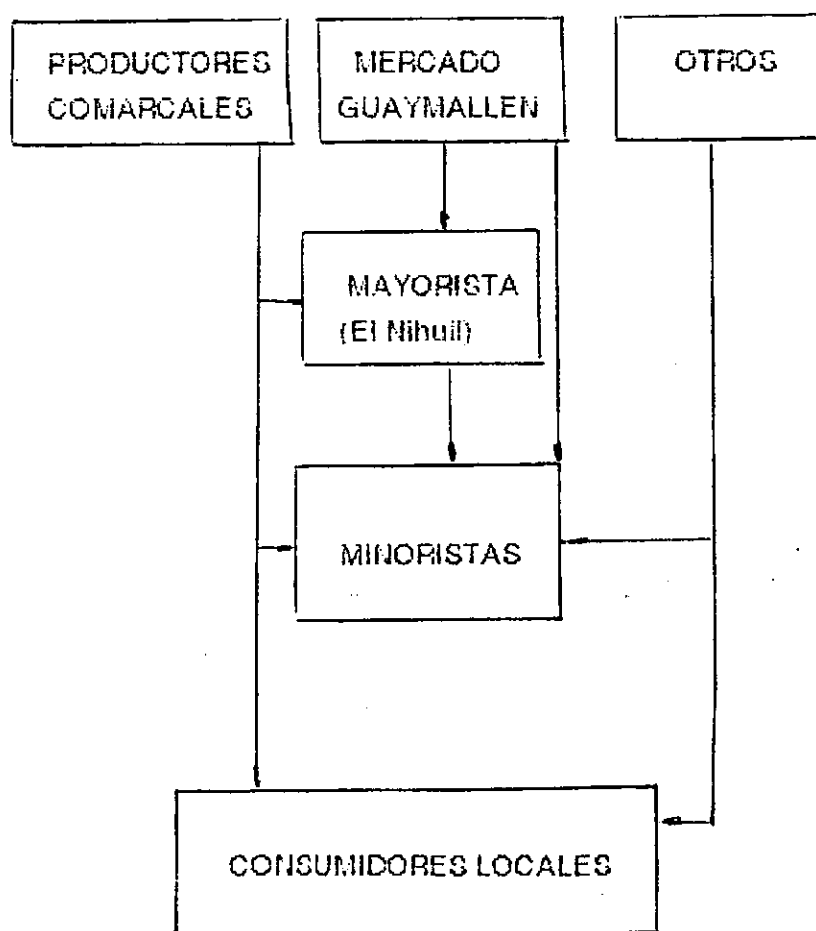 PRODUCTORES
COMARCALES
MERCADO
GUAYMALLEN
OTROS
MAYORISTA
(El Nihuil)
MINORISTAS
CONSUMIDORES LOCALES